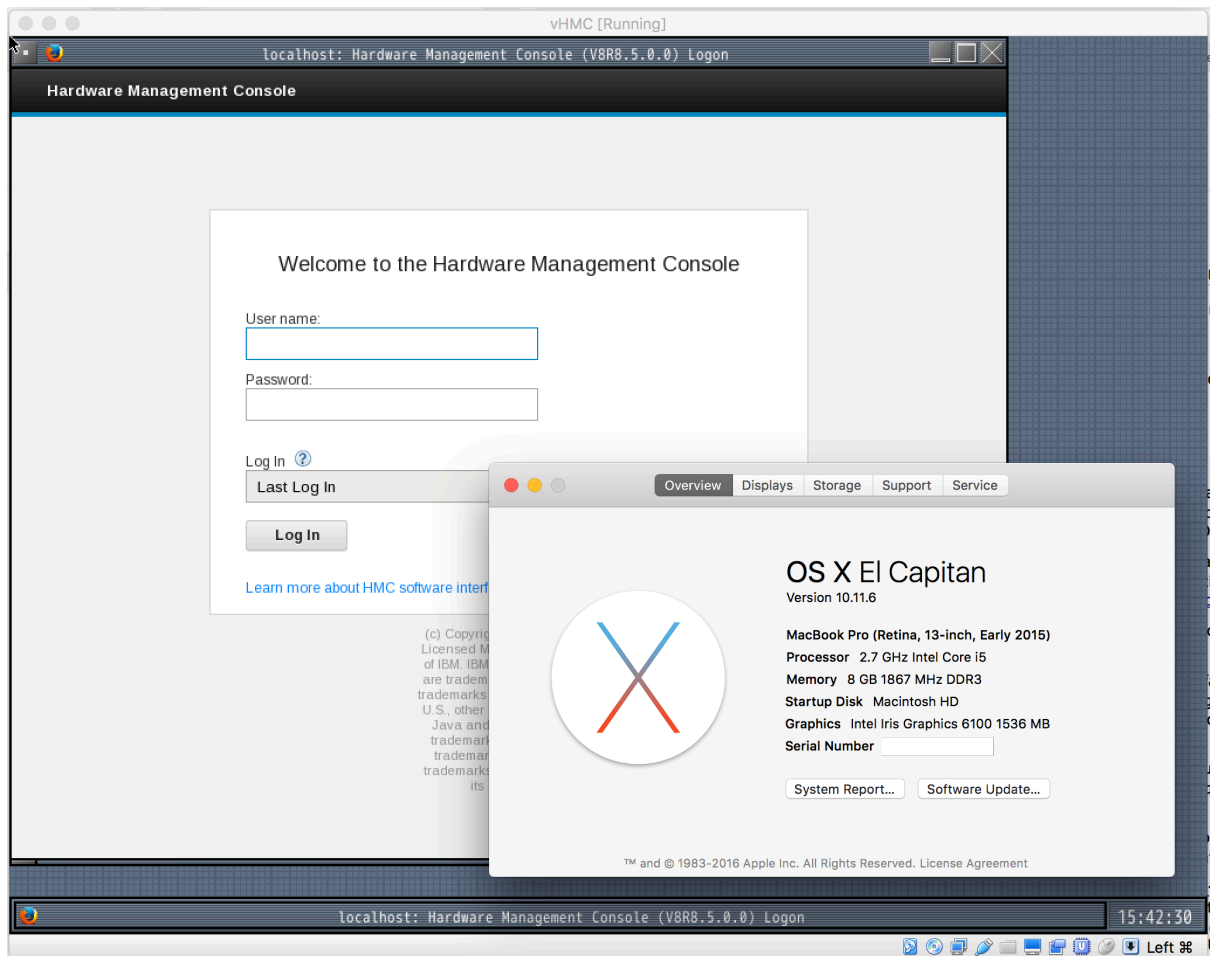 vHMC [Running]
localhost: Hardware Management Console (V8R8.5.0.0) Logon
Hardware Management Console
Welcome to the Hardware Management Console
User name:
Password:
Log In
Last Log In
Log In
Learn more about HMC software interf
(c) Copyrig
Licensed M
of IBM. IBM
are tradem
trademarks
U.S., other
Java and
trademark
trademar
trademarks
its
Overview Displays Storage Support Service
OS X El Capitan
Version 10.11.6
MacBook Pro (Retina, 13-inch, Early 2015)
Processor 2.7 GHz Intel Core i5
Memory 8 GB 1867 MHz DDR3
Startup Disk Macintosh HD
Graphics Intel Iris Graphics 6100 1536 MB
Serial Number
System Report... Software Update...
™ and © 1983-2016 Apple Inc. All Rights Reserved. License Agreement
localhost: Hardware Management Console (V8R8.5.0.0) Logon
15:42:30
Left ⌘